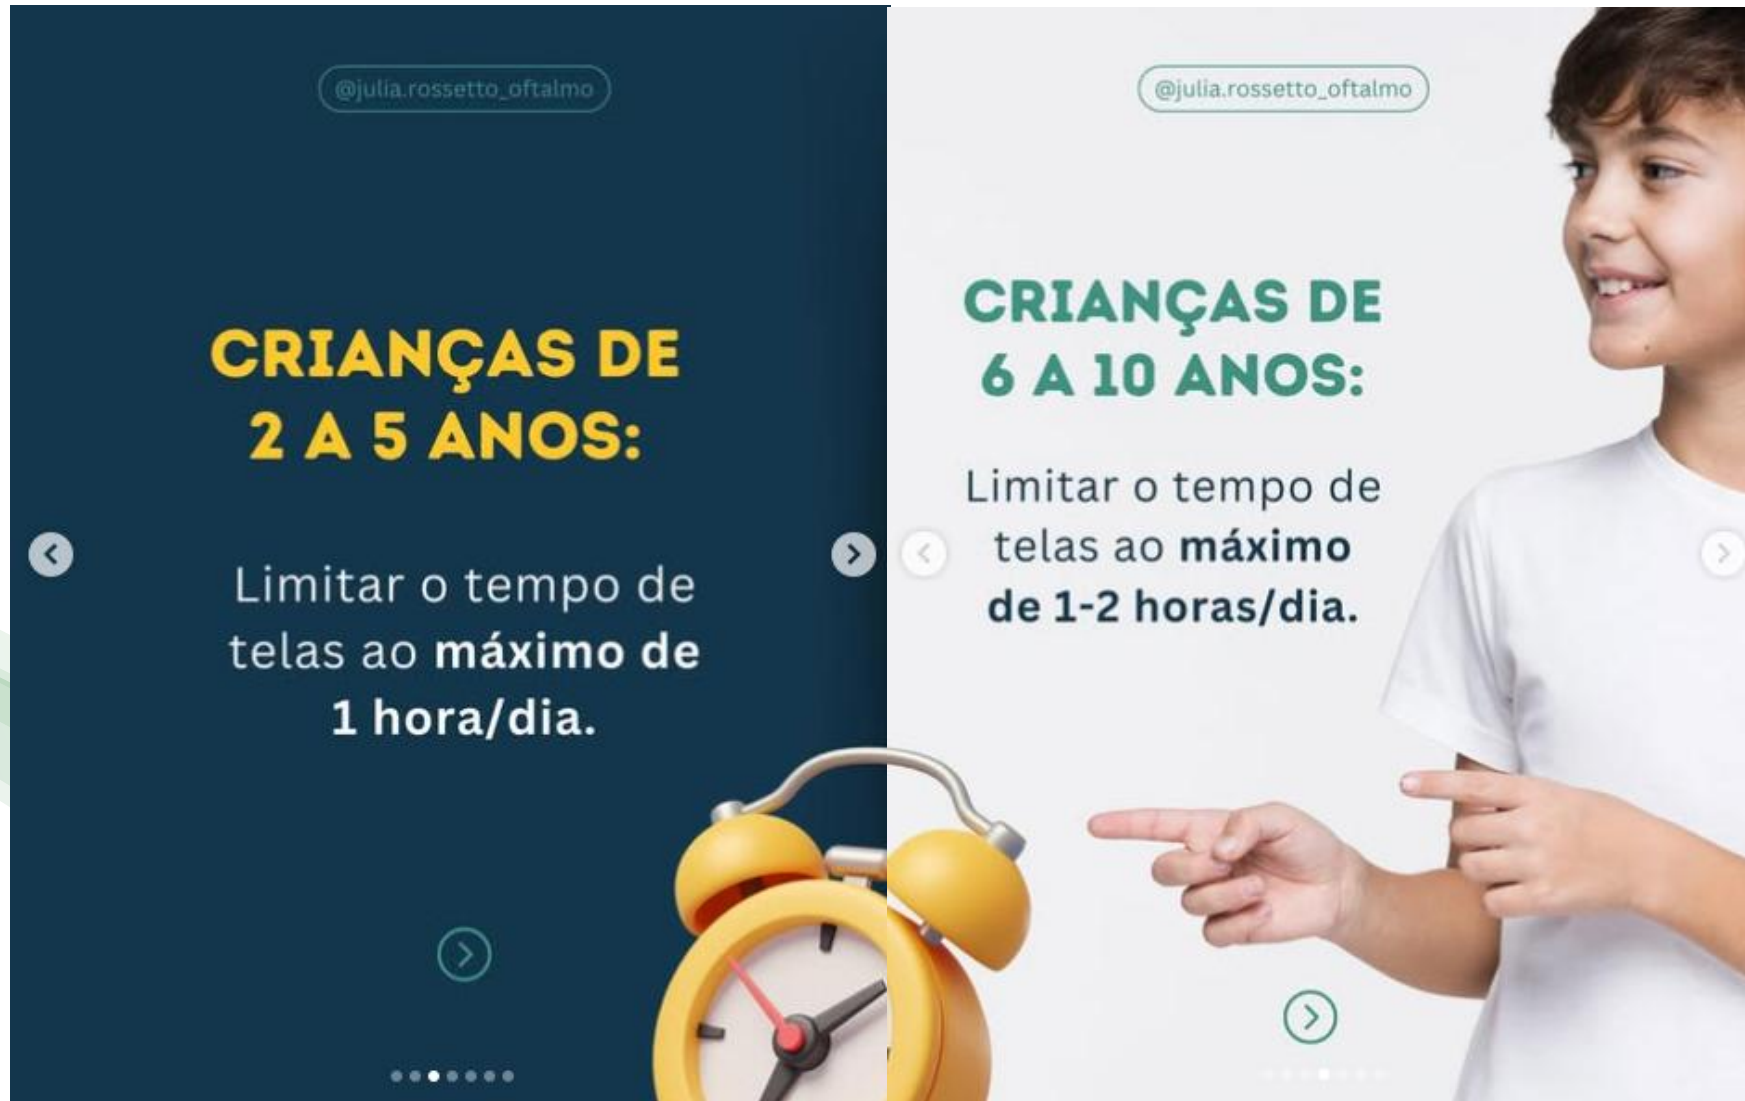 @julia.rossetto_oftalmo
CRIANÇAS DE
2 A 5 ANOS:
Limitar o tempo de
telas ao máximo de
1 hora/dia.
@julia.rossetto_oftalmo
CRIANÇAS DE
6 A 10 ANOS:
Limitar o tempo de
telas ao máximo
de 1-2 horas/dia.